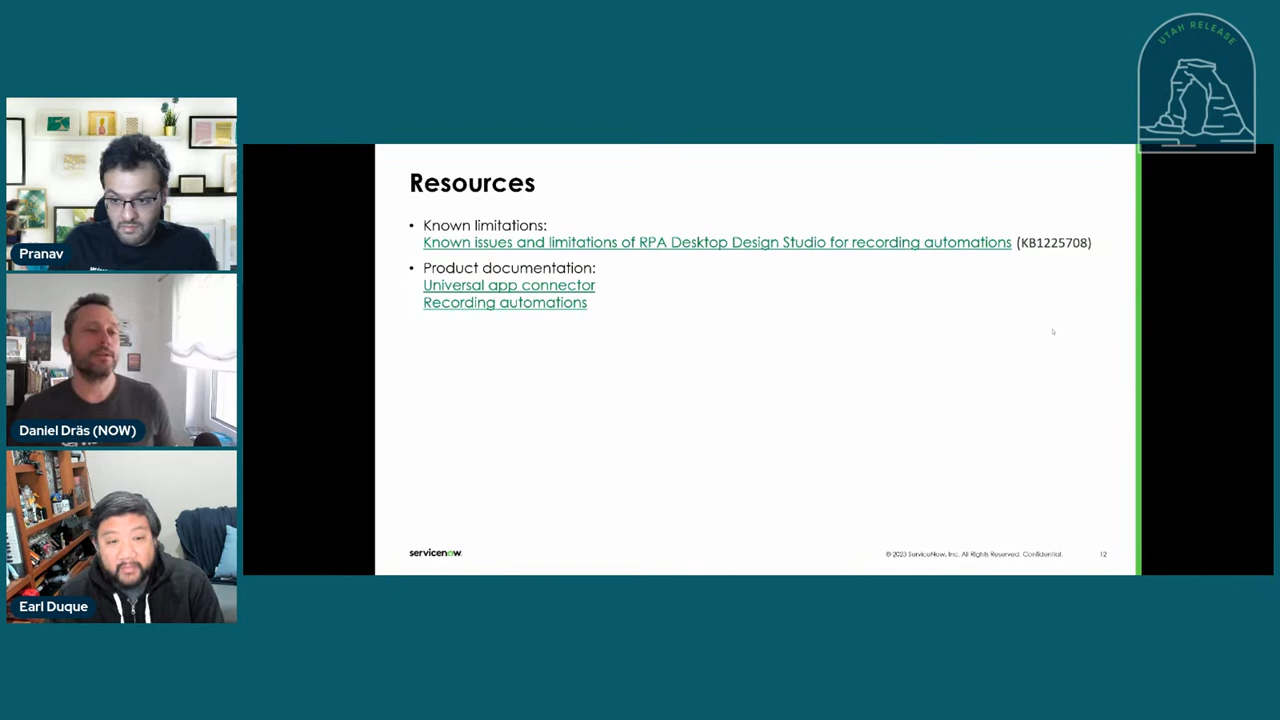 UTAH RELEASE
Pranav
Daniel Dräs (NOW)
Earl Duque
Resources
• Known limitations:
Known issues and limitations of RPA Desktop Design Studio for recording automations (KB1225708)
• Product documentation:
Universal app connector
Recording automations
servicenow
© 2023 ServiceNow, Inc. All Rights Reserved. Confidential.
12